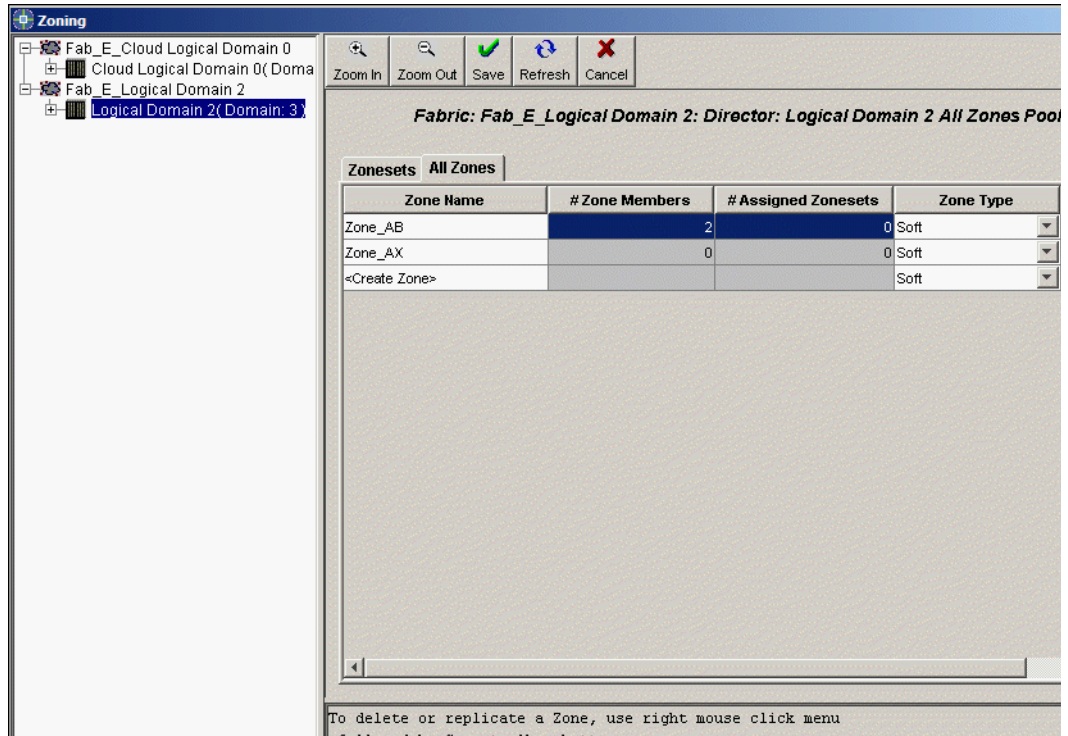 Zoning
Fab_E_Cloud Logical Domain 0
Cloud Logical Domain 0( Doma
Fab_E_Logical Domain 2
Logical Domain 2( Domain: 3 )
Zoom In Zoom Out Save Refresh Cancel
Fabric: Fab_E_Logical Domain 2: Director: Logical Domain 2 All Zones Pool
Zonesets All Zones
Zone Name # Zone Members # Assigned Zonesets Zone Type
Zone_AB 2 0 Soft
Zone_AX 0 0 Soft
<Create Zone> Soft
To delete or replicate a Zone, use right mouse click menu